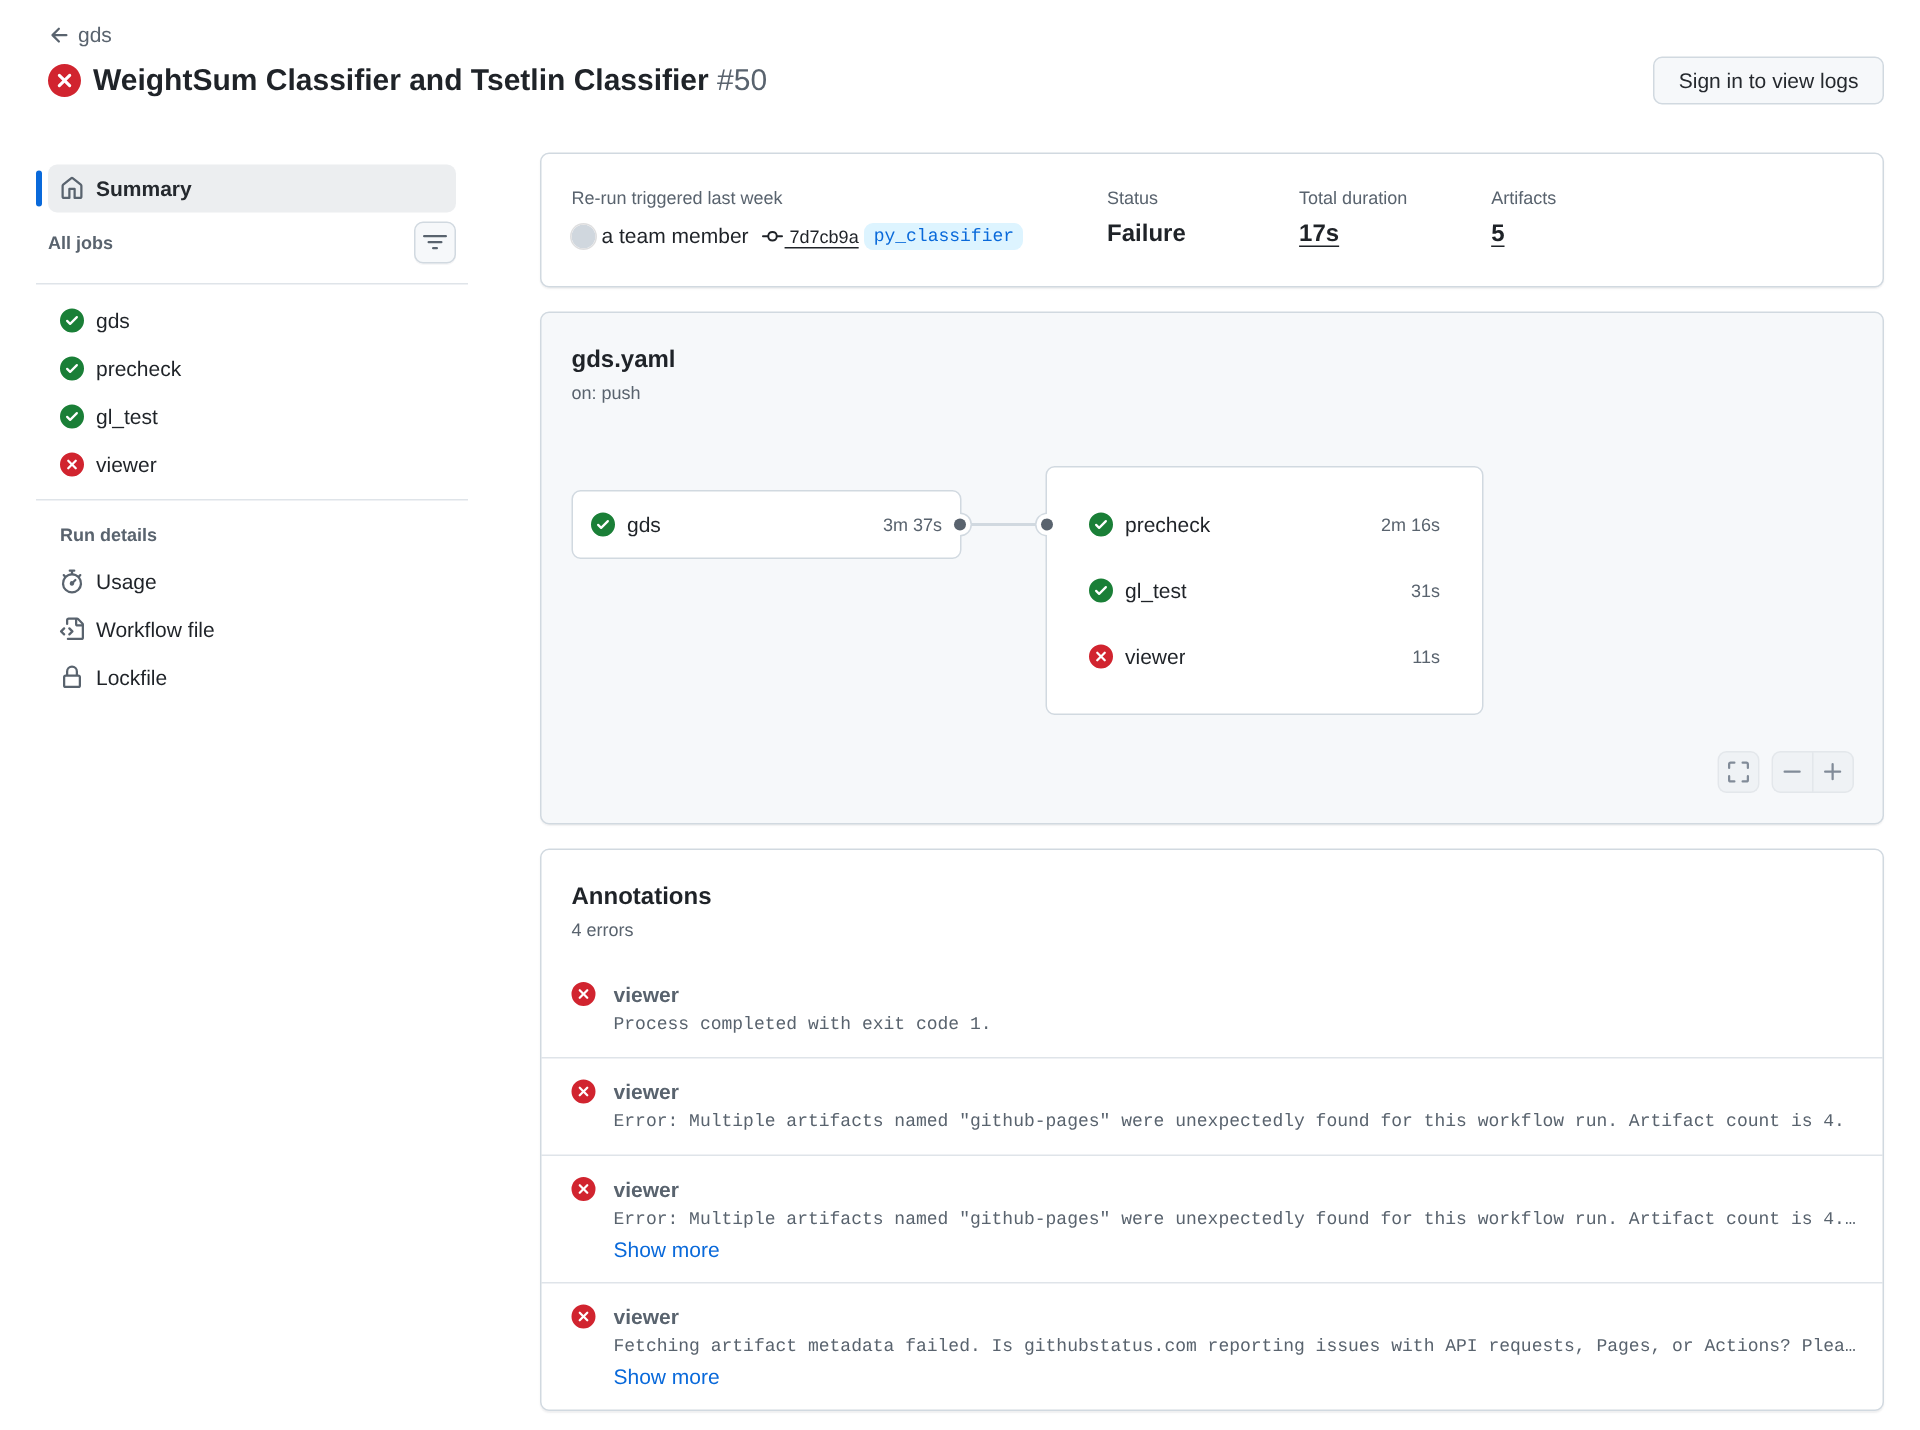 gds
WeightSum Classifier and Tsetlin Classifier #50
Sign in to view logs
Summary
All jobs
gds
precheck
gl_test
viewer
Run details
Usage
Workflow file
Lockfile
Re-run triggered last week
a team member 7d7cb9a py_classifier
Status
Failure
Total duration
17s
Artifacts
5
gds.yaml
on: push
gds 3m 37s
precheck 2m 16s
gl_test 31s
viewer 11s
Annotations
4 errors
viewer
Process completed with exit code 1.
viewer
Error: Multiple artifacts named "github-pages" were unexpectedly found for this workflow run. Artifact count is 4.
viewer
Error: Multiple artifacts named "github-pages" were unexpectedly found for this workflow run. Artifact count is 4.…
Show more
viewer
Fetching artifact metadata failed. Is githubstatus.com reporting issues with API requests, Pages, or Actions? Plea…
Show more